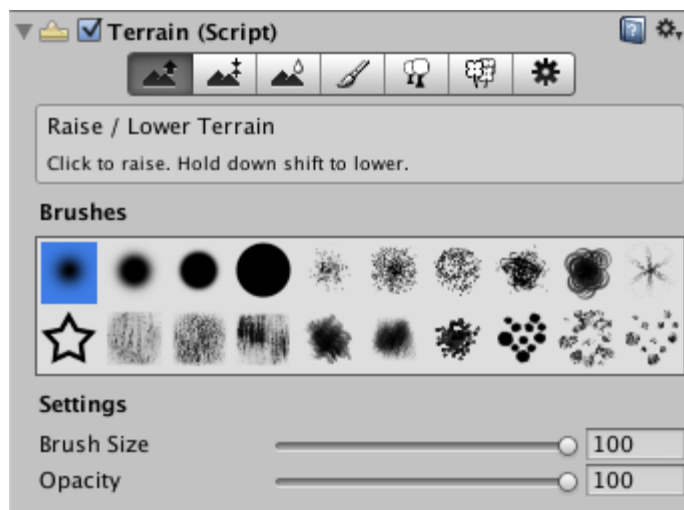 Terrain (Script)
Raise / Lower Terrain
Click to raise. Hold down shift to lower.
Brushes
Settings
Brush Size 100
Opacity 100